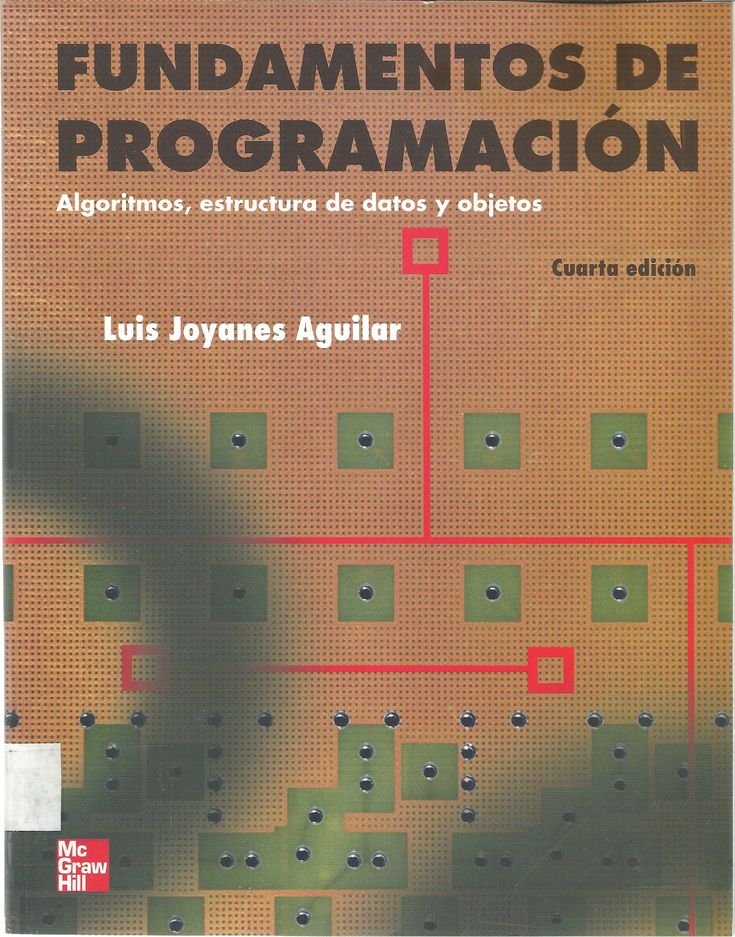 FUNDAMENTOS DE
PROGRAMACIÓN
Algoritmos, estructura de datos y objetos
Cuarta edición
Luis Joyanes Aguilar
Mc
Graw
Hill